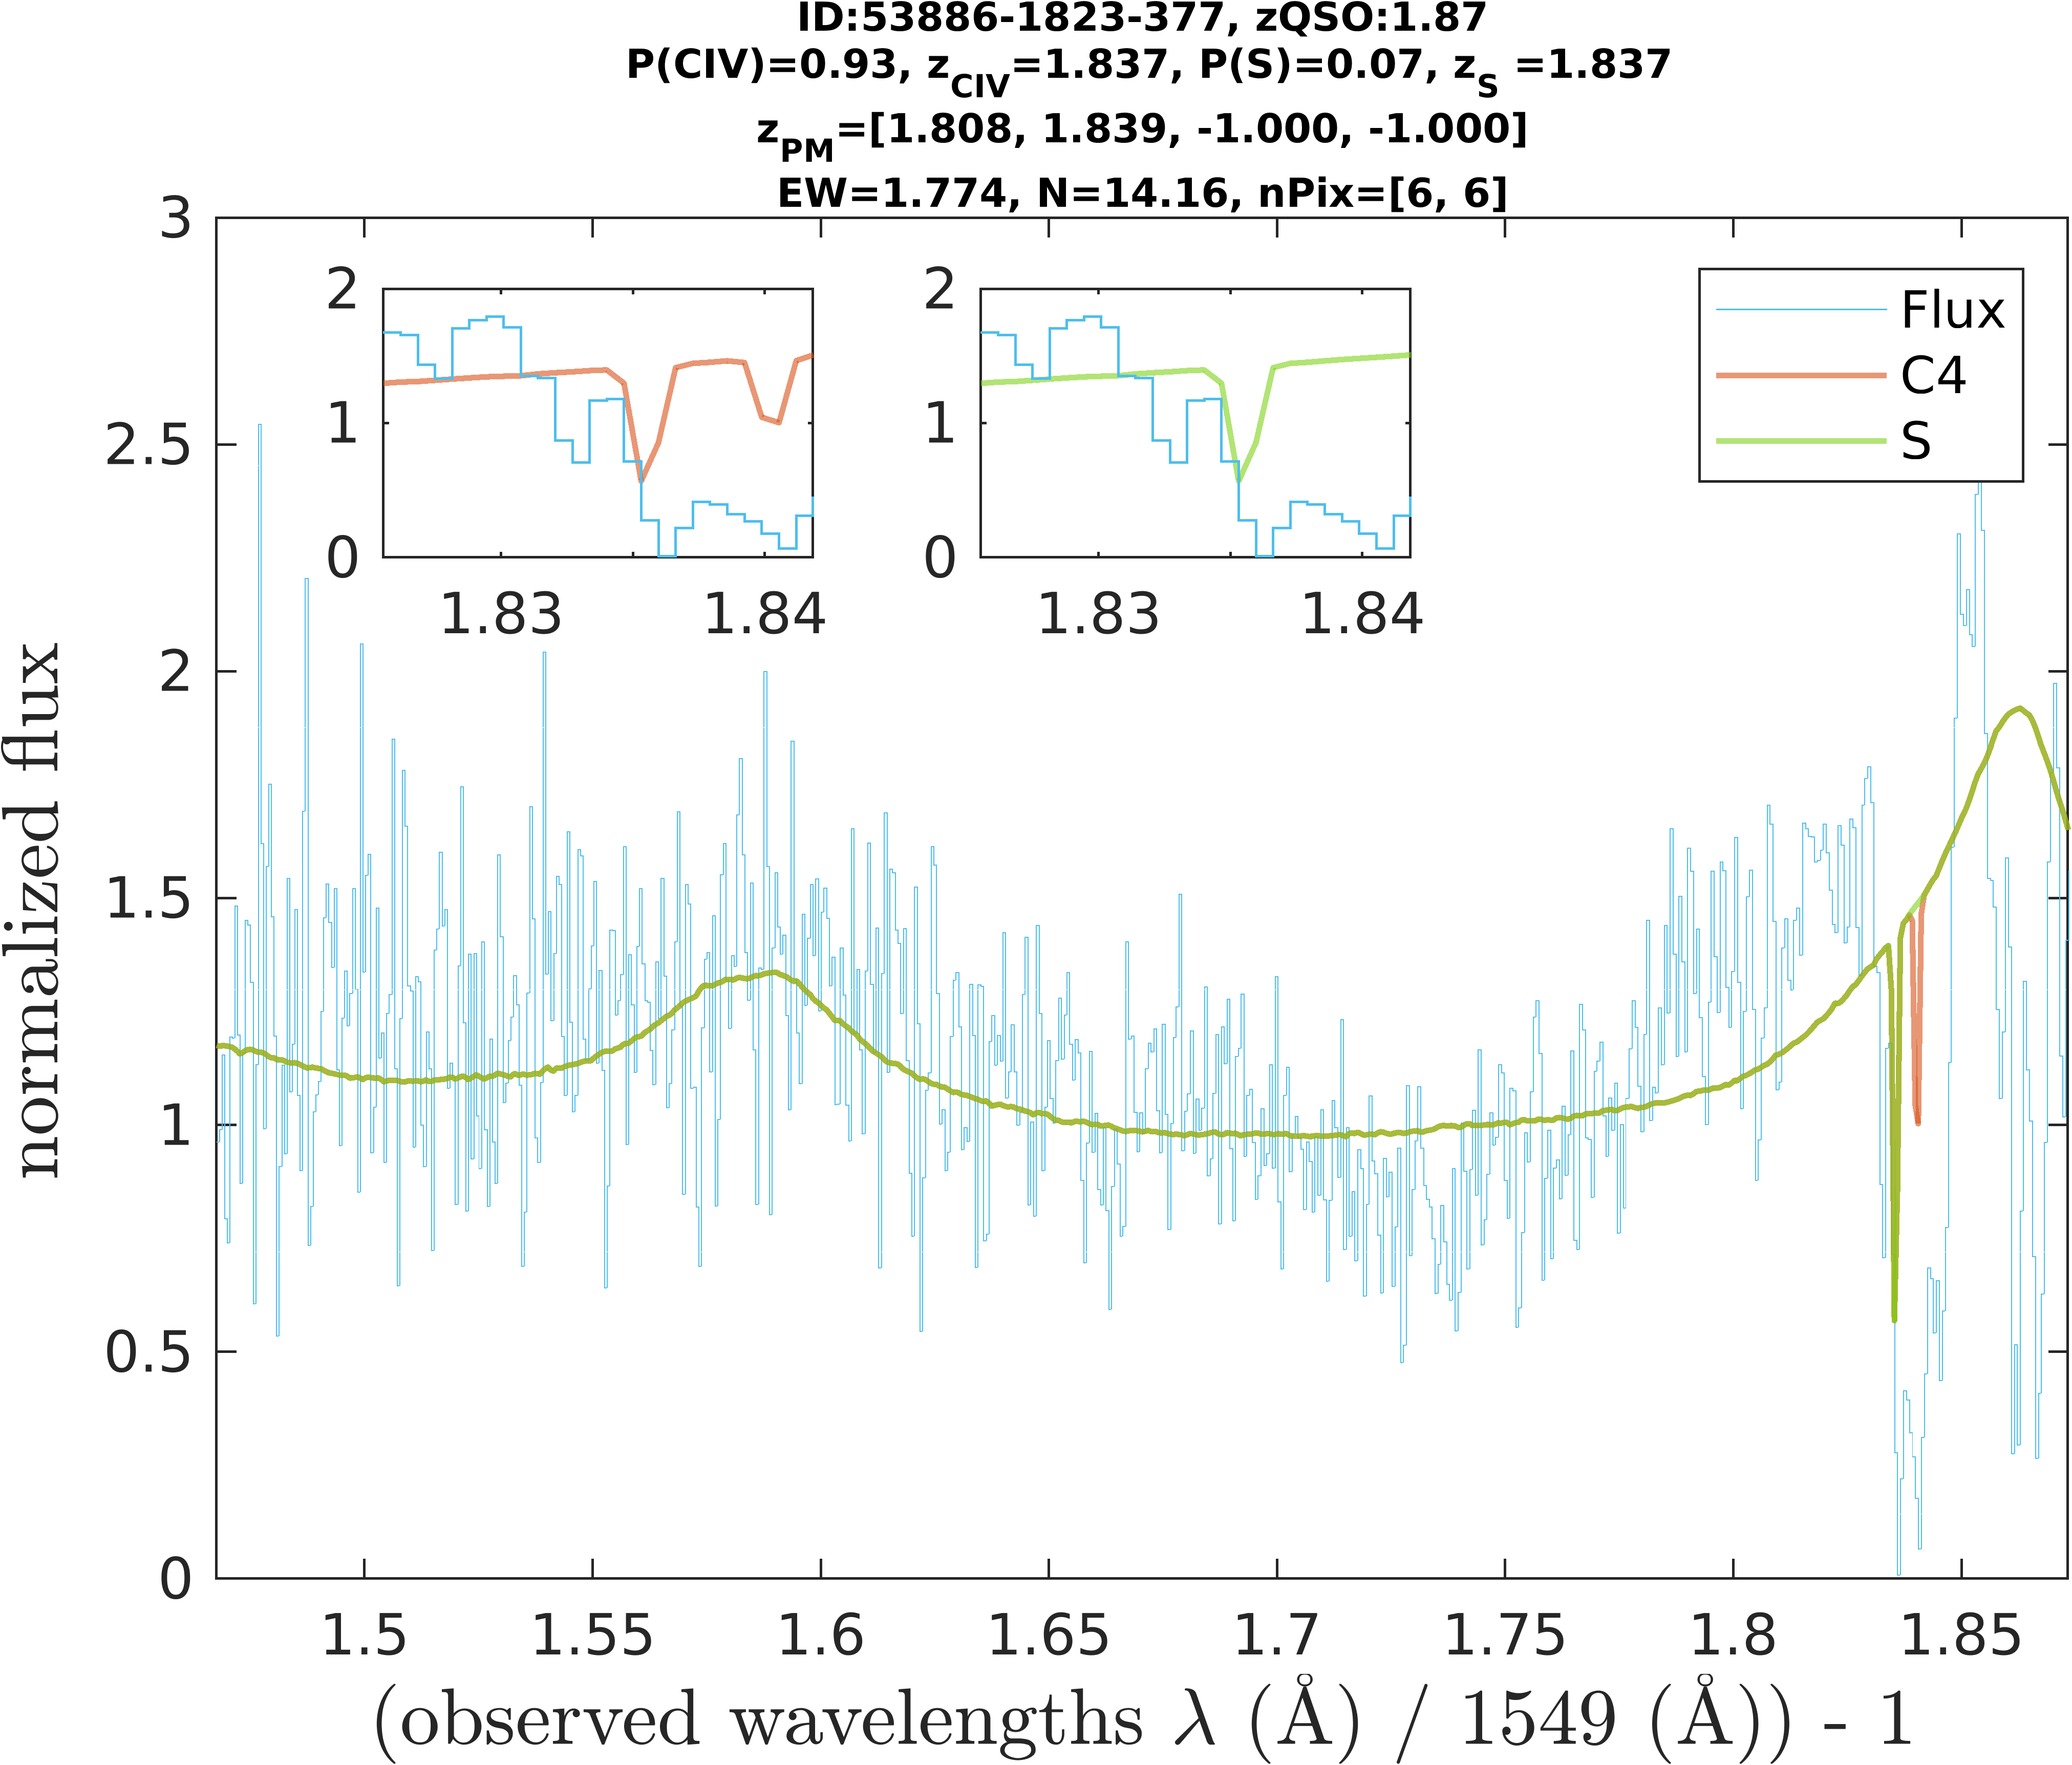 ID:53886-1823-377, zQSO:1.87
P(CIV)=0.93, zCIV=1.837, P(S)=0.07, zS =1.837
zPM=[1.808, 1.839, -1.000, -1.000]
EW=1.774, N=14.16, nPix=[6, 6]
3
2.5
2
1.5
1
0.5
0
normalized flux
2
1
0
1.83
1.84
2
1
0
1.83
1.84
Flux
C4
S
1.5
1.55
1.6
1.65
1.7
1.75
1.8
1.85
(observed wavelengths λ (Å) / 1549 (Å)) - 1